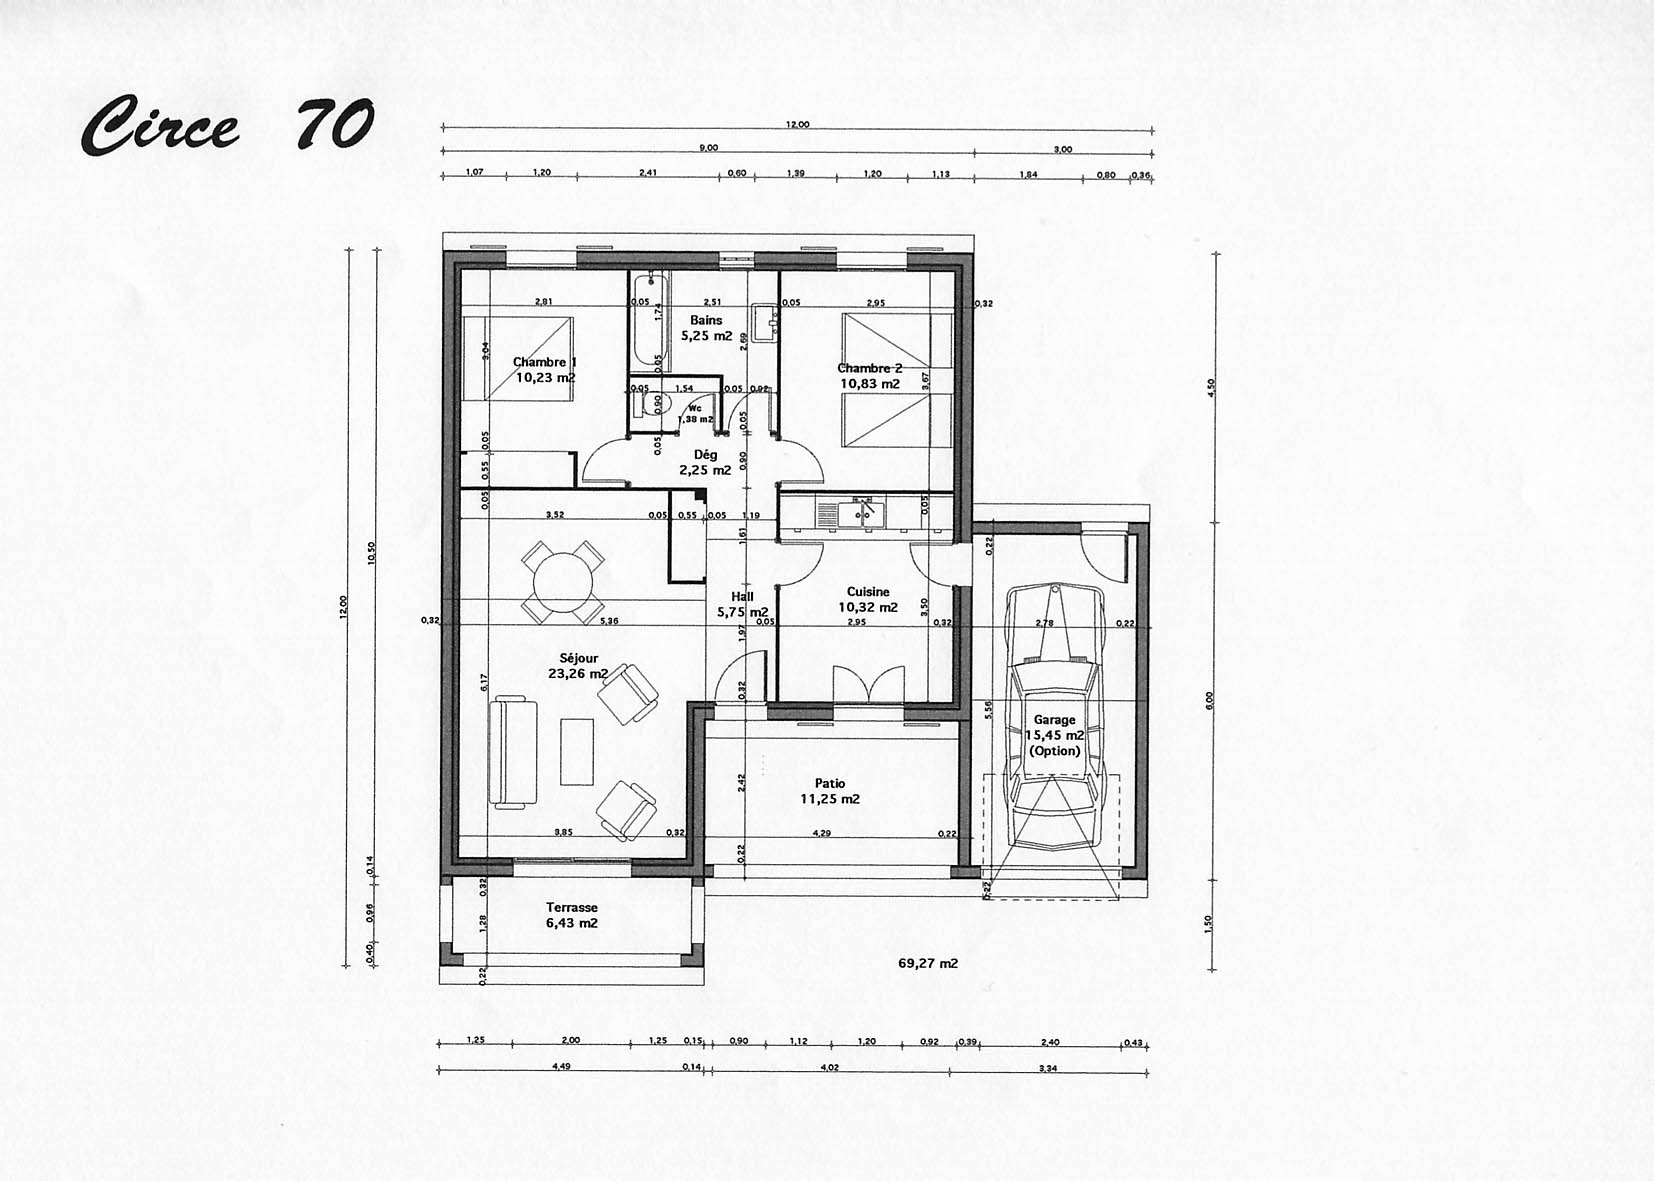 Circe 70
12,00
9,00 3,00
1,07 1,20 2,41 0,60 1,39 1,20 1,13 1,84 0,80 0,36
2,81 0,05 2,51 0,05 2,95 0,32
1,74
Bains
5,25 m2
2,69
3,04
Chambre 1
10,23 m2
0,05
Chambre 2
10,83 m2
3,67
4,50
0,05 1,54 0,05 0,92
0,90
Wc
1,38 m2
0,05
0,05
0,05
Dég
2,25 m2
0,90
0,55
0,05
0,05
3,52 0,05 0,55 0,05 1,19
1,61
0,22
10,50
12,00
Hall
5,75 m2
Cuisine
10,32 m2
3,50
0,32 5,36 0,05 2,95 0,32 2,78 0,22
1,97
Séjour
23,26 m2
6,17
0,32
5,56
6,00
Garage
15,45 m2
(Option)
Patio
11,25 m2
2,42
3,85 0,32 4,29 0,22
0,22
0,14
0,32
0,22
Terrasse
6,43 m2
0,96
1,28
1,50
0,40
0,22
69,27 m2
1,25 2,00 1,25 0,15 0,90 1,12 1,20 0,92 0,39 2,40 0,43
4,49 0,14 4,02 3,34